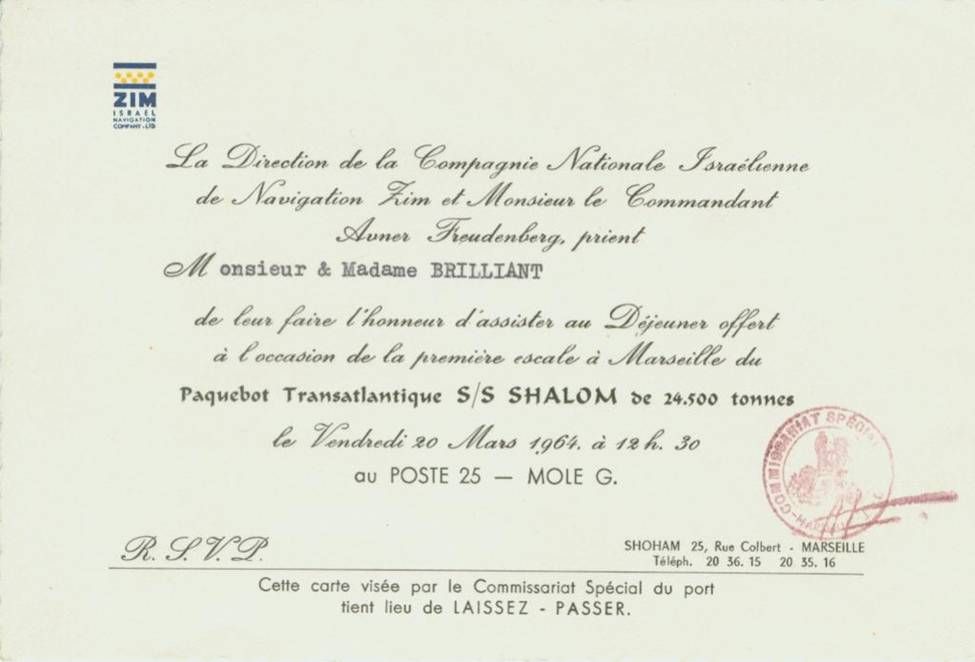 ZIM
ISRAEL
NAVIGATION
COMPANY. LTD
La Direction de la Compagnie Nationale Israélienne
de Navigation Zim et Monsieur le Commandant
Avner Freudenberg, prient
Monsieur & Madame BRILLIANT
de leur faire l'honneur d'assister au Déjeuner offert
à l'occasion de la première escale à Marseille du
Paquebot Transatlantique S/S SHALOM de 24.500 tonnes
le Vendredi 20 Mars 1964. à 12 h. 30
au POSTE 25 — MOLE G.
COMMISSARIAT SPÉCIAL
R. S. V. P.
SHOHAM 25, Rue Colbert - MARSEILLE
Téléph. 20 36. 15 20 35. 16
Cette carte visée par le Commissariat Spécial du port
tient lieu de LAISSEZ - PASSER.